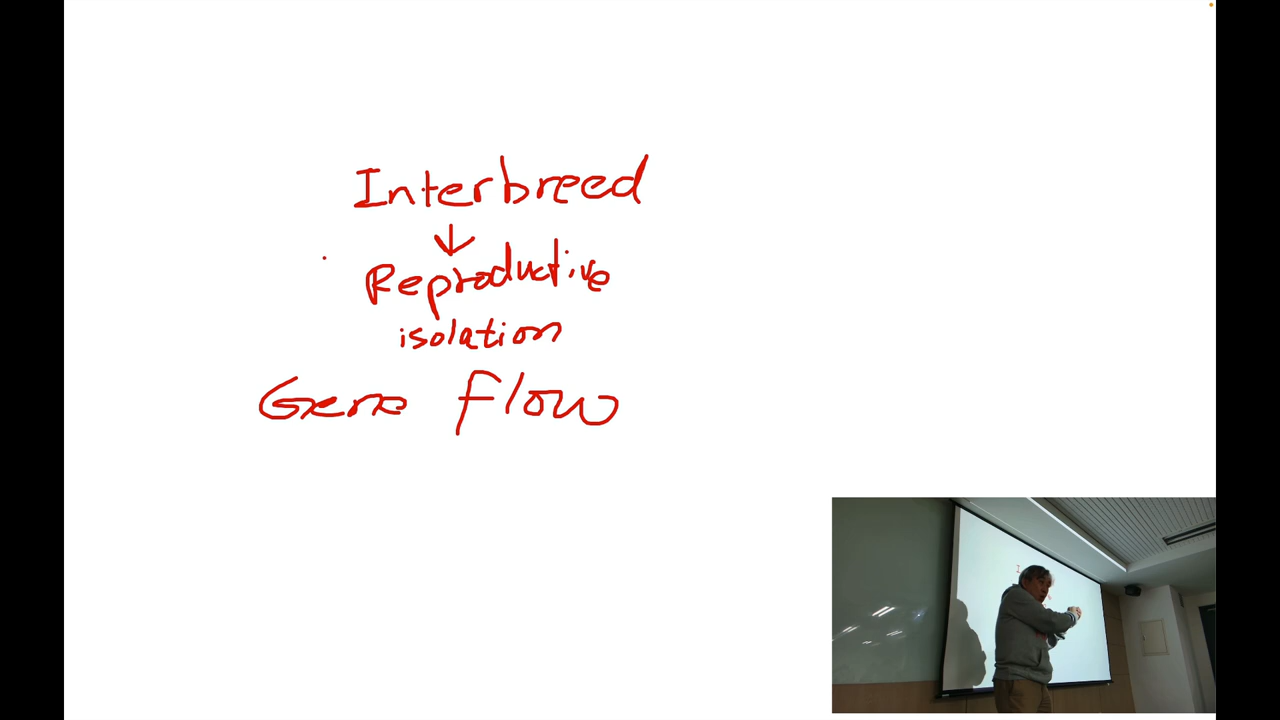 Interbreed
↓
Reproductive
isolation
Gene flow